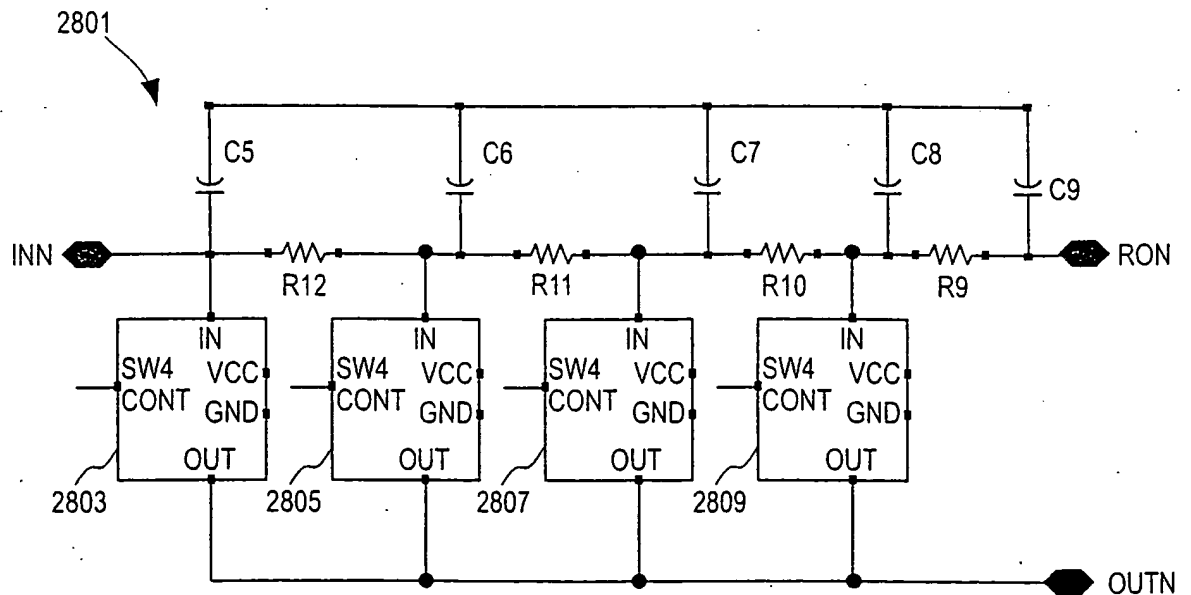 2801
C5
C6
C7
C8
C9
INN
R12
R11
R10
R9
RON
IN
IN
IN
IN
SW4
CONT
VCC
GND
OUT
SW4
CONT
VCC
GND
OUT
SW4
CONT
VCC
GND
OUT
SW4
CONT
VCC
GND
OUT
2803
2805
2807
2809
OUTN